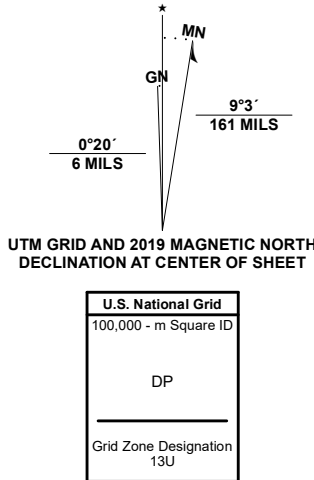 ★
MN
GN
9°3´
161 MILS
0°20´
6 MILS
UTM GRID AND 2019 MAGNETIC NORTH
DECLINATION AT CENTER OF SHEET
U.S. National Grid
100,000 - m Square ID
DP
Grid Zone Designation
13U